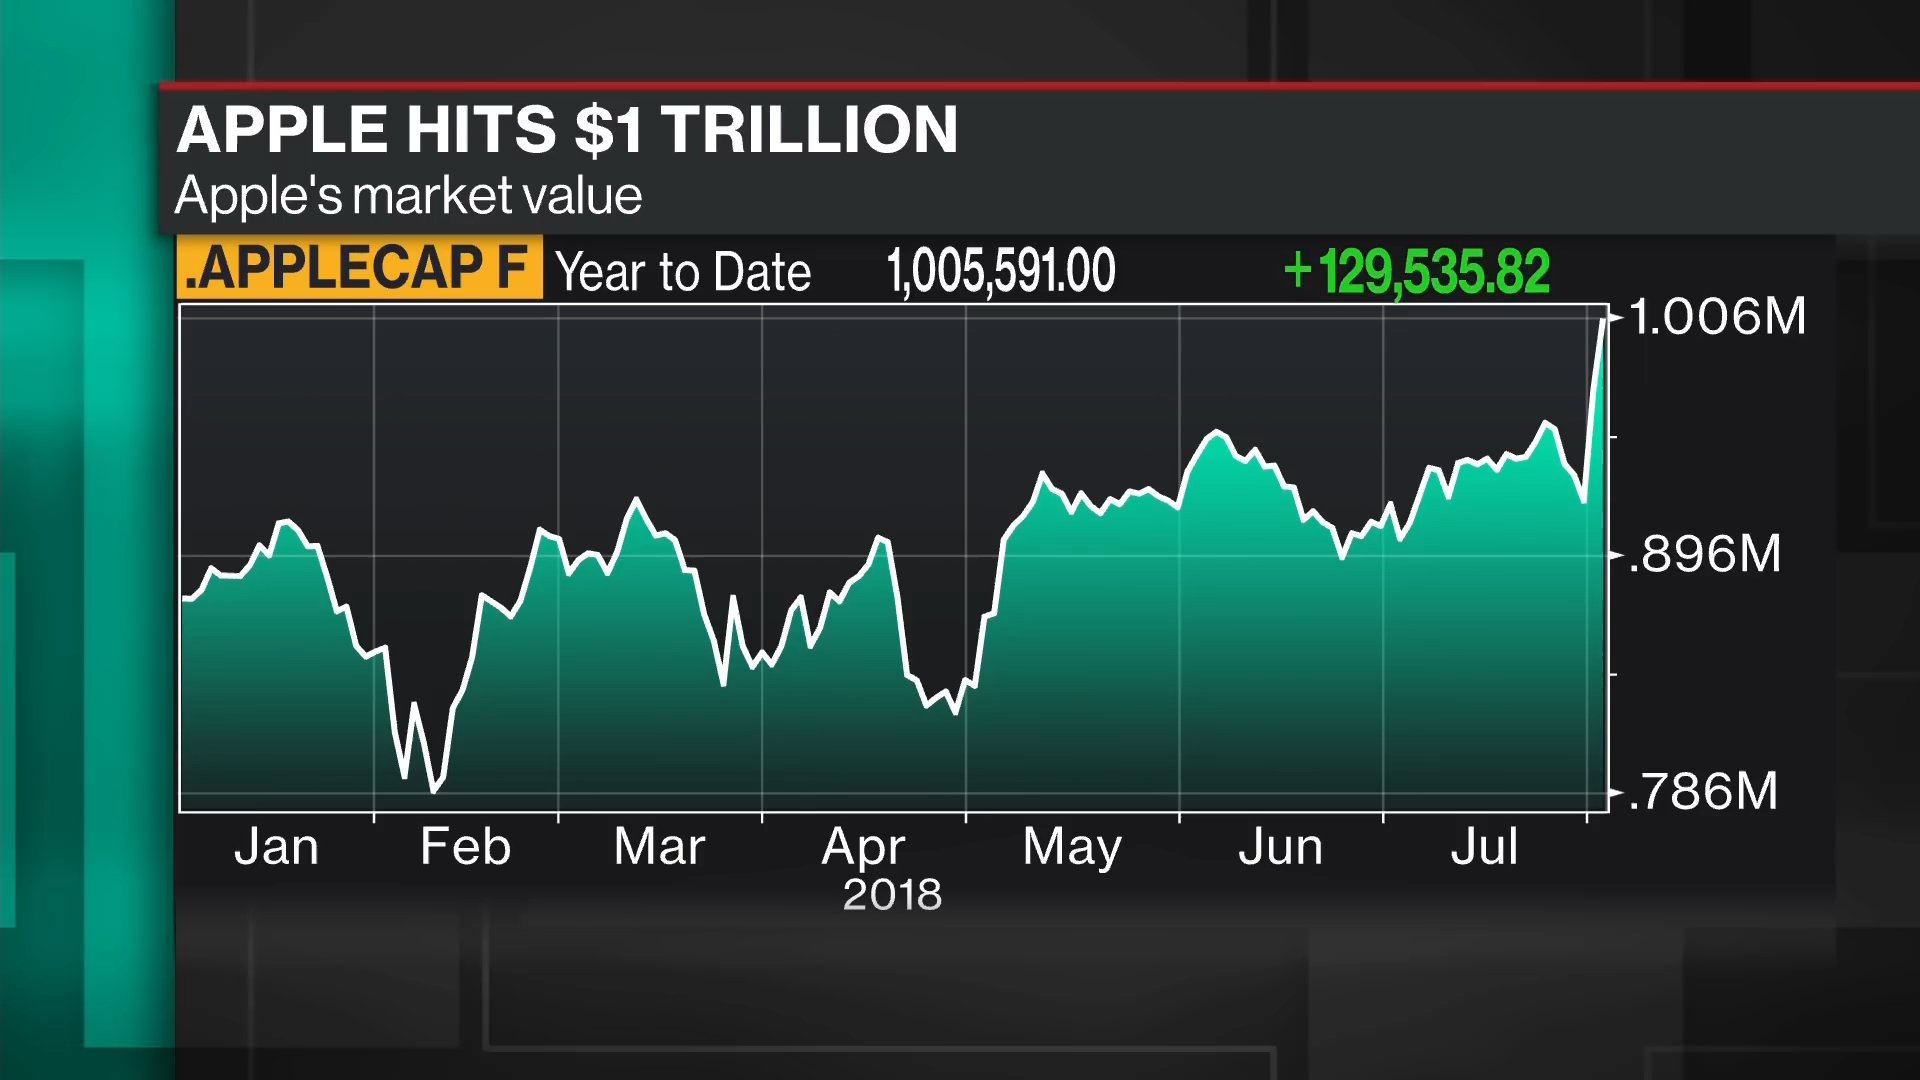 APPLE HITS $1 TRILLION
Apple's market value
.APPLECAP F Year to Date 1,005,591.00 +129,535.82
1.006M
.896M
.786M
Jan Feb Mar Apr May Jun Jul
2018